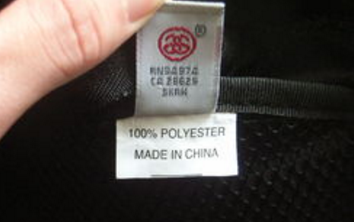 ®
RN94974
CA 28629
100% POLYESTER
MADE IN CHINA